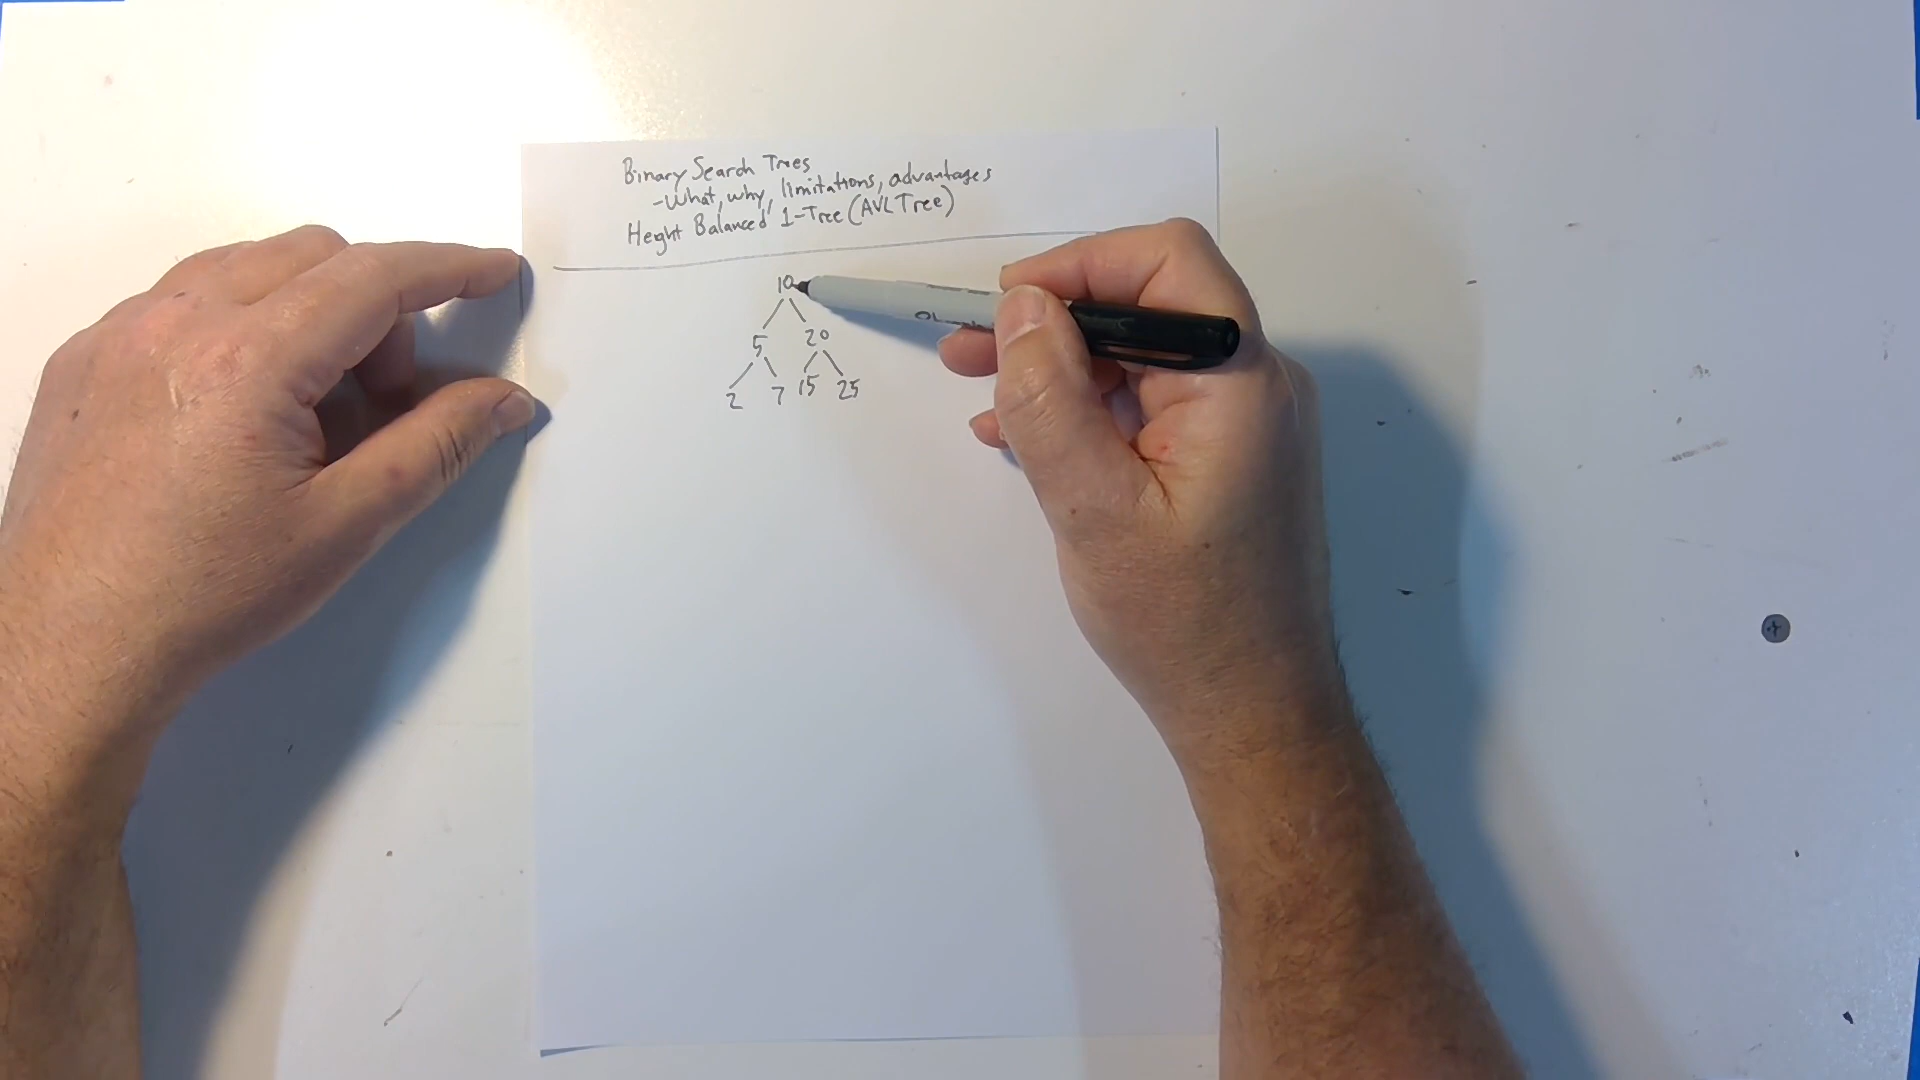 Binary Search Trees
-What, why, limitations, advantages
Height Balanced 1-Tree (AVL Tree)
10
5 20
2 7 15 25